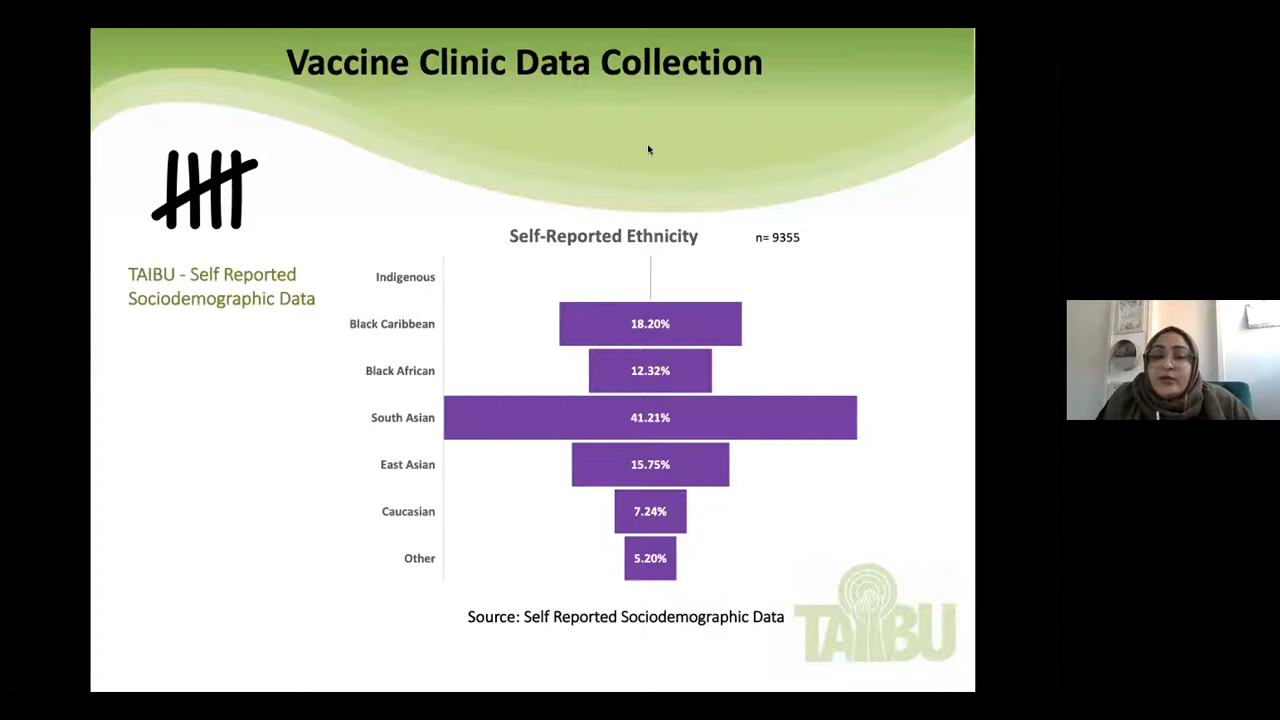 Vaccine Clinic Data Collection
TAIBU - Self Reported
Sociodemographic Data
Self-Reported Ethnicity
n= 9355
Indigenous
Black Caribbean
18.20%
Black African
12.32%
South Asian
41.21%
East Asian
15.75%
Caucasian
7.24%
Other
5.20%
Source: Self Reported Sociodemographic Data
TAIBU